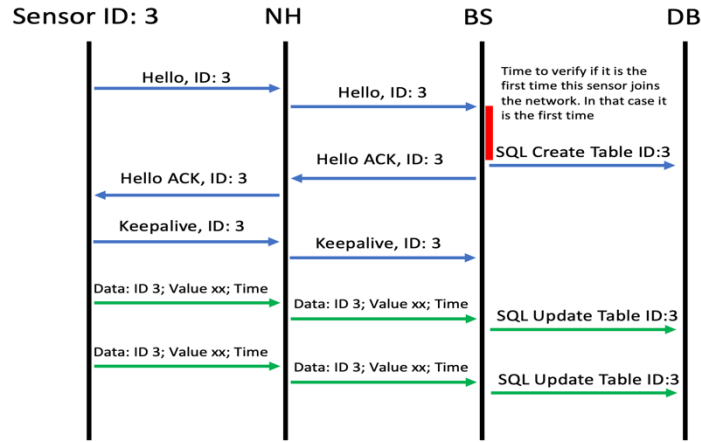 Sensor ID: 3
NH
BS
DB
Hello, ID: 3
Hello, ID: 3
Time to verify if it is the
first time this sensor joins
the network. In that case it
is the first time
SQL Create Table ID:3
Hello ACK, ID: 3
Hello ACK, ID: 3
Keepalive, ID: 3
Keepalive, ID: 3
Data: ID 3; Value xx; Time
Data: ID 3; Value xx; Time
SQL Update Table ID:3
Data: ID 3; Value xx; Time
Data: ID 3; Value xx; Time
SQL Update Table ID:3